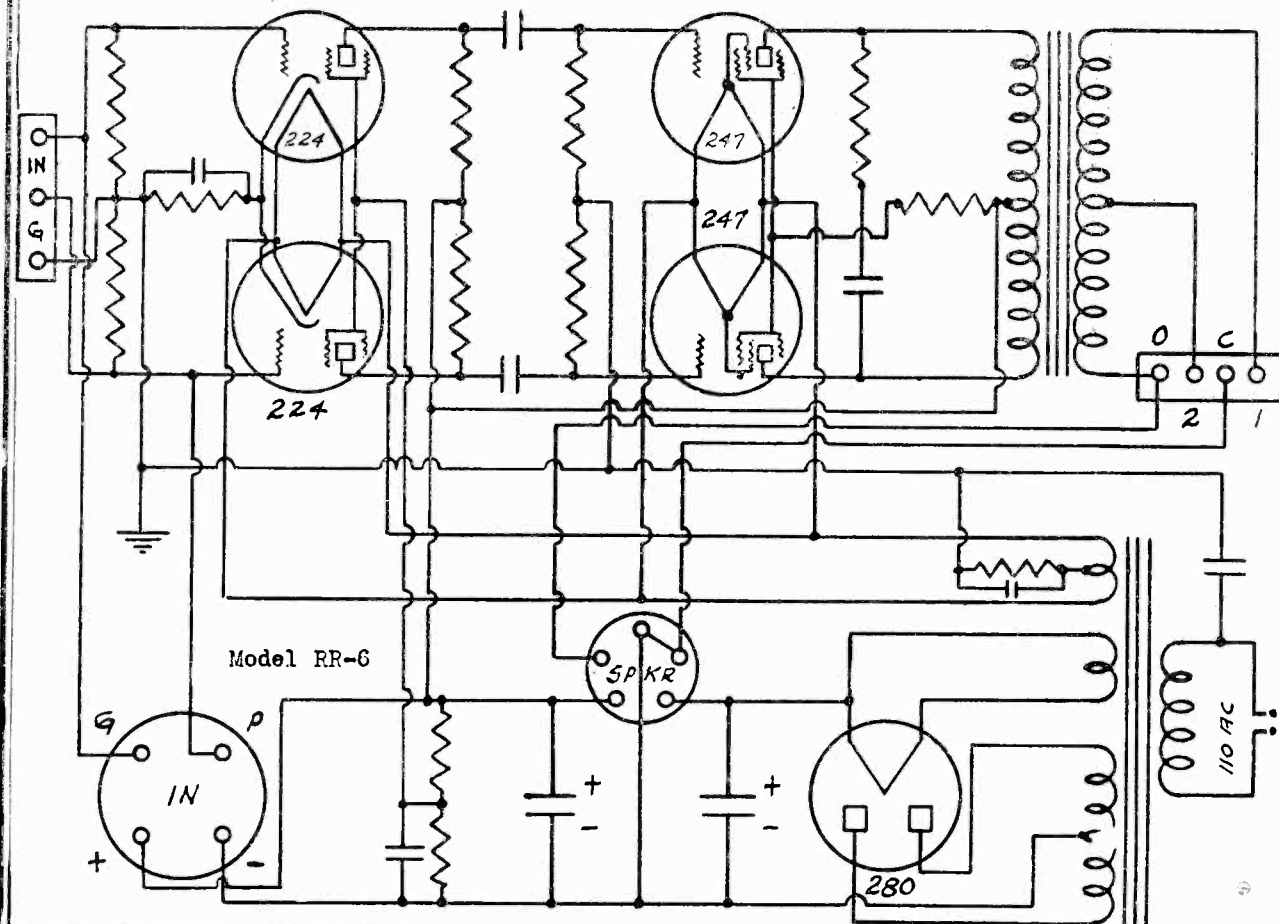 224
247
IN
247
G
O C
224
2 1
Model RR-6
SPKR
G P
110 AC
IN
+
-
+
-
+ -
280